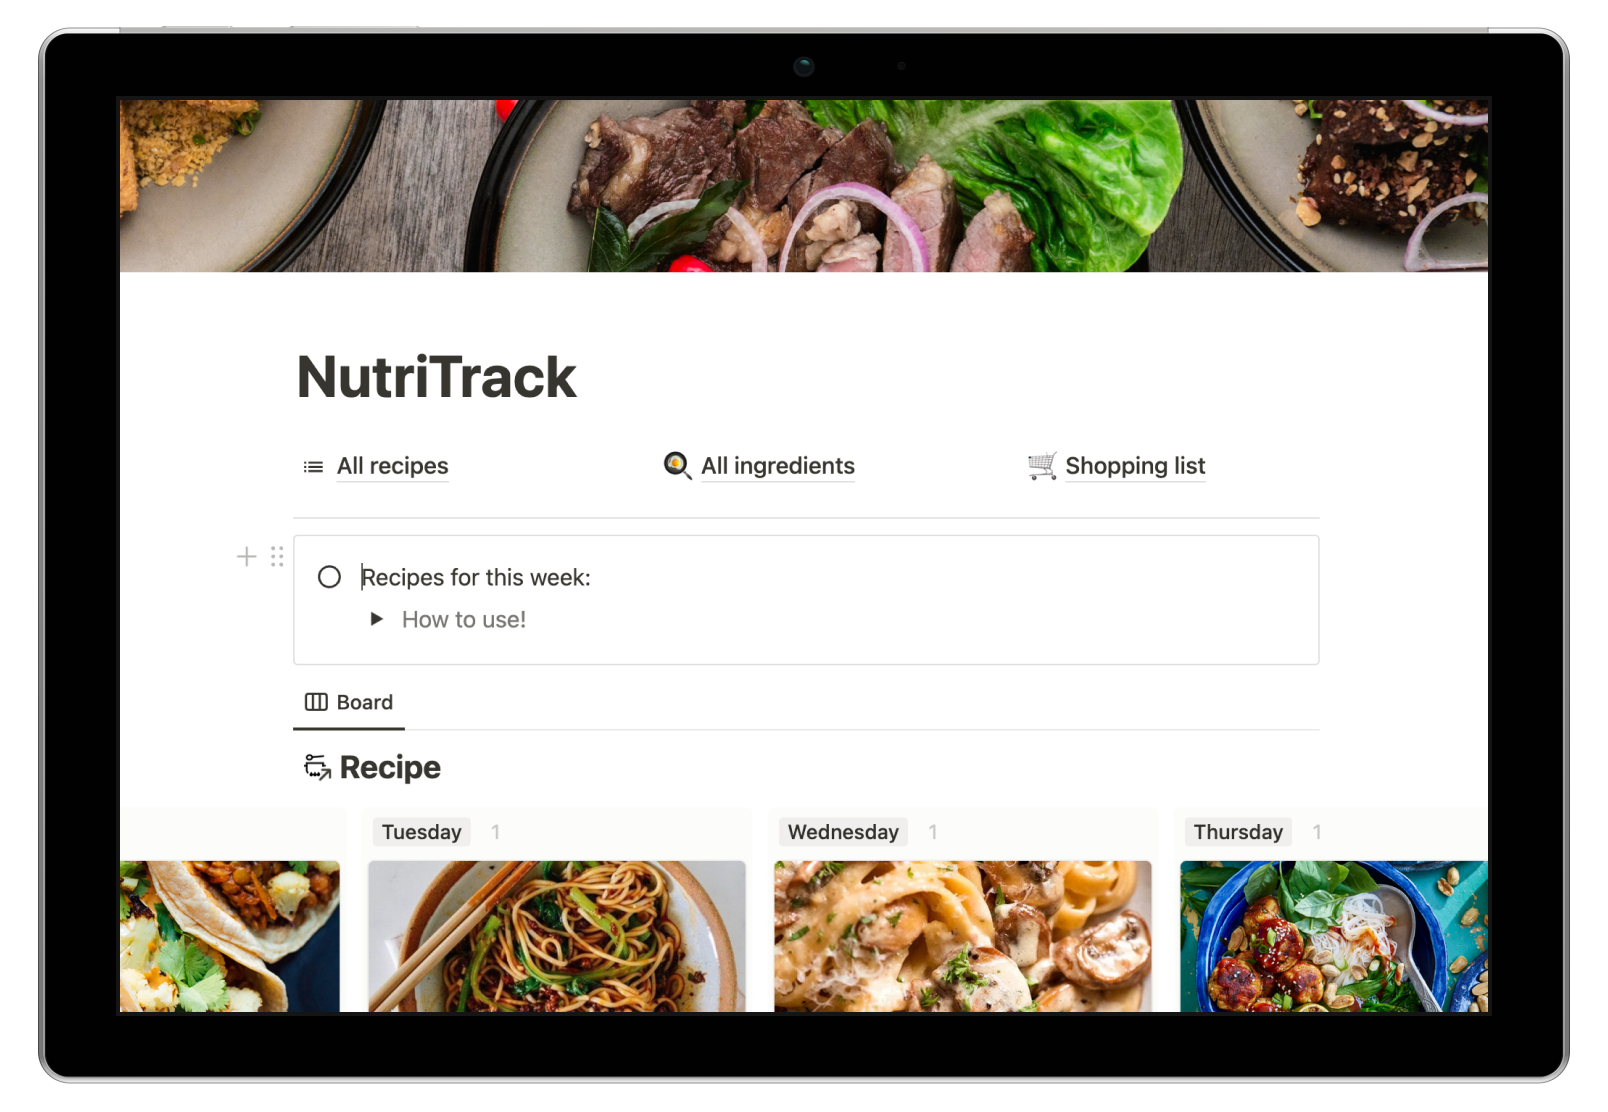 NutriTrack
All recipes
All ingredients
Shopping list
Recipes for this week:
How to use!
Board
Recipe
Tuesday 1
Wednesday 1
Thursday 1